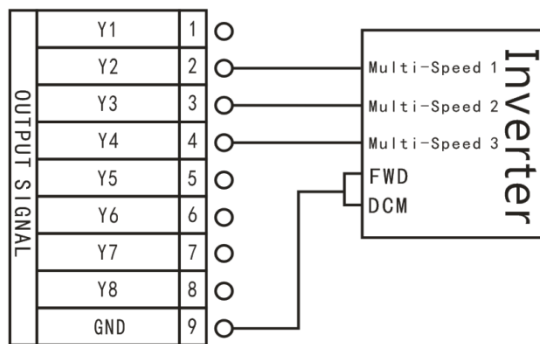 OUTPUT SIGNAL
Y1 1
Y2 2
Y3 3
Y4 4
Y5 5
Y6 6
Y7 7
Y8 8
GND 9
Multi-Speed 1
Multi-Speed 2
Multi-Speed 3
FWD
DCM
Inverter